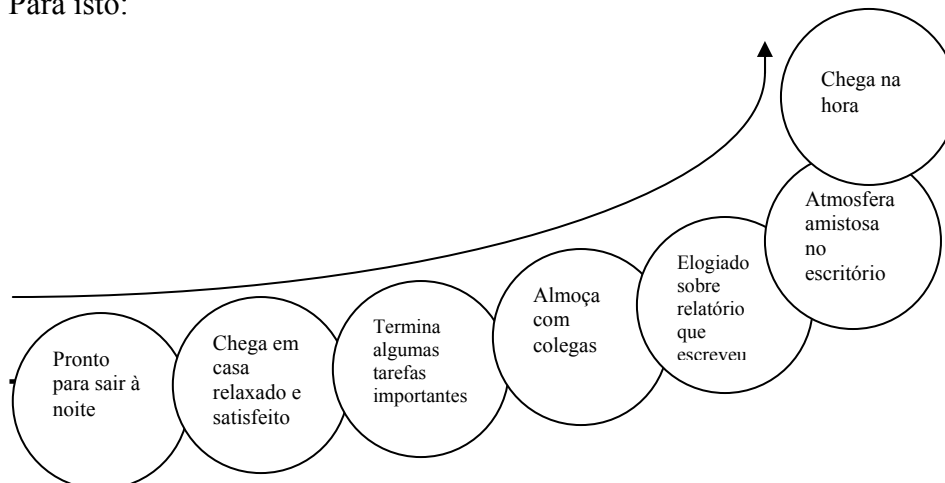 Para isto:
Chega na
hora
Atmosfera
amistosa
no
escritório
Elogiado
sobre
relatório
que
escreveu
Almoça
com
colegas
Termina
algumas
tarefas
importantes
Chega em
casa
relaxado e
satisfeito
Pronto
para sair à
noite